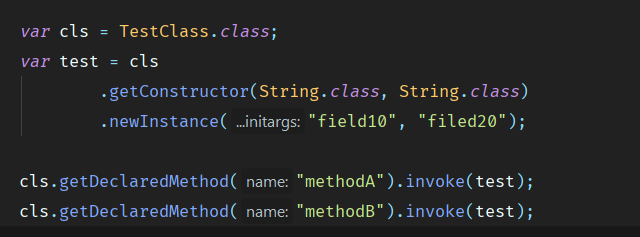 var cls = TestClass.class;
var test = cls
.getConstructor(String.class, String.class)
.newInstance( …initargs: "field10", "filed20");
cls.getDeclaredMethod( name: "methodA").invoke(test);
cls.getDeclaredMethod( name: "methodB").invoke(test);